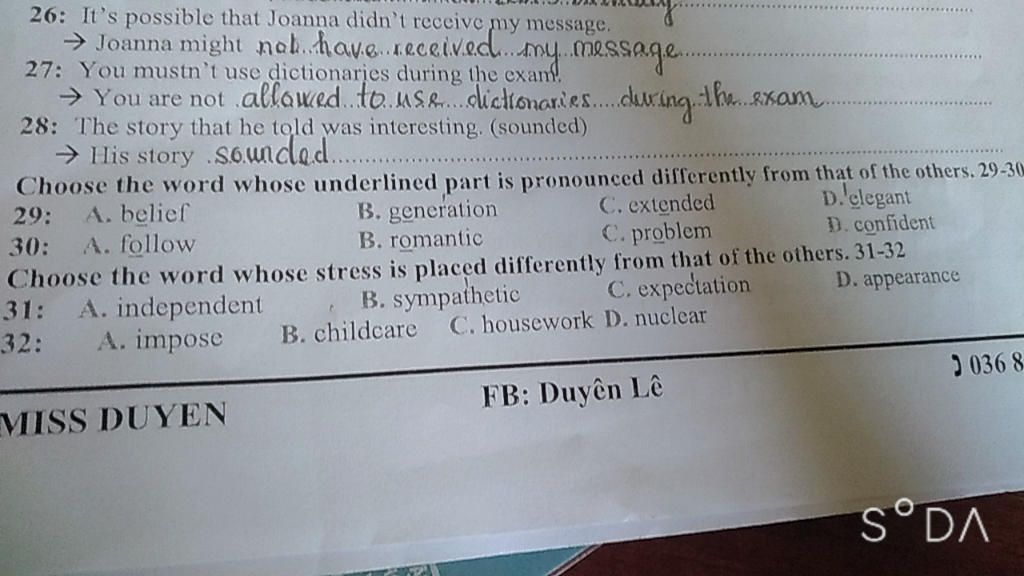 26: It's possible that Joanna didn't receive my message.
→ Joanna might not have received my message
27: You mustn't use dictionaries during the exam.
→ You are not allowed to use dictionaries during the exam
28: The story that he told was interesting. (sounded)
→ His story sounded
Choose the word whose underlined part is pronounced differently from that of the others. 29-30
29: A. belief B. generation C. extended D. elegant
30: A. follow B. romantic C. problem D. confident
Choose the word whose stress is placed differently from that of the others. 31-32
31: A. independent B. sympathetic C. expectation D. appearance
32: A. impose B. childcare C. housework D. nuclear
MISS DUYEN FB: Duyên Lê 036 8
S°DA